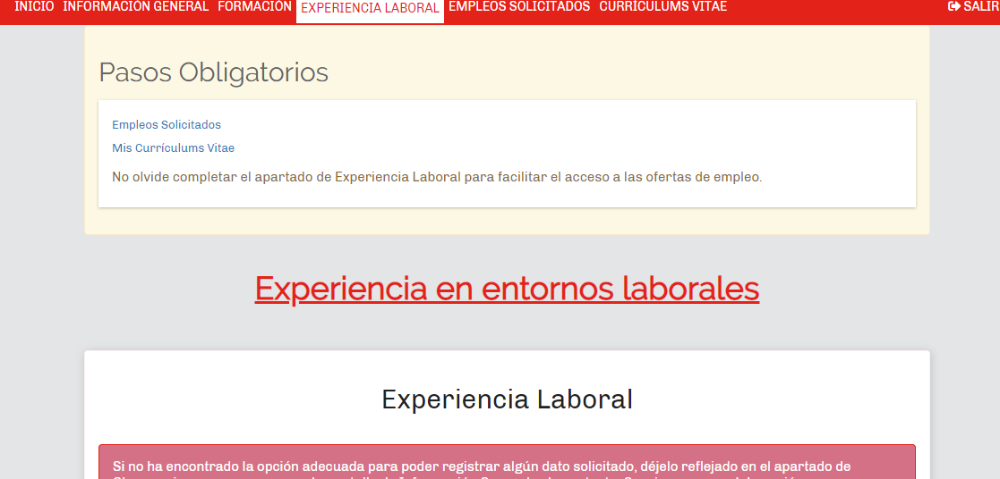 INICIO INFORMACIÓN GENERAL FORMACIÓN EXPERIENCIA LABORAL EMPLEOS SOLICITADOS CURRÍCULUMS VITAE SALIR
Pasos Obligatorios
Empleos Solicitados
Mis Currículums Vitae
No olvide completar el apartado de Experiencia Laboral para facilitar el acceso a las ofertas de empleo.
Experiencia en entornos laborales
Experiencia Laboral
Si no ha encontrado la opción adecuada para poder registrar algún dato solicitado, déjelo reflejado en el apartado de